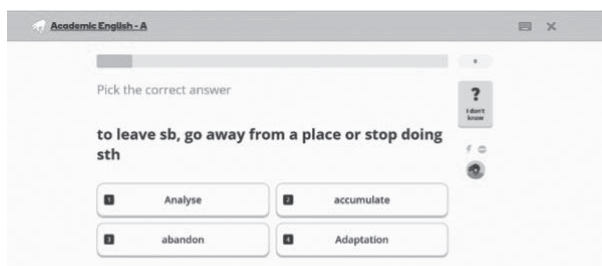 Academic English - A
Pick the correct answer
?
I don't
know
to leave sb, go away from a place or stop doing
sth
1 Analyse
2 accumulate
3 abandon
4 Adaptation